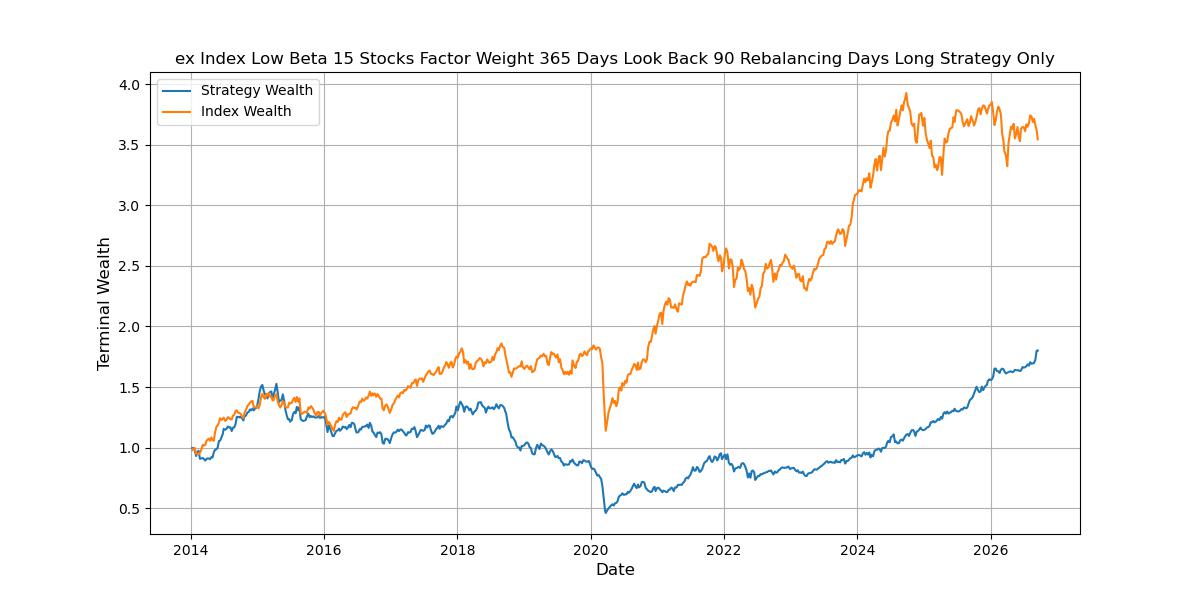 ex Index Low Beta 15 Stocks Factor Weight 365 Days Look Back 90 Rebalancing Days Long Strategy Only
Strategy Wealth
Index Wealth
Terminal Wealth
4.0
3.5
3.0
2.5
2.0
1.5
1.0
0.5
2014 2016 2018 2020 2022 2024 2026
Date